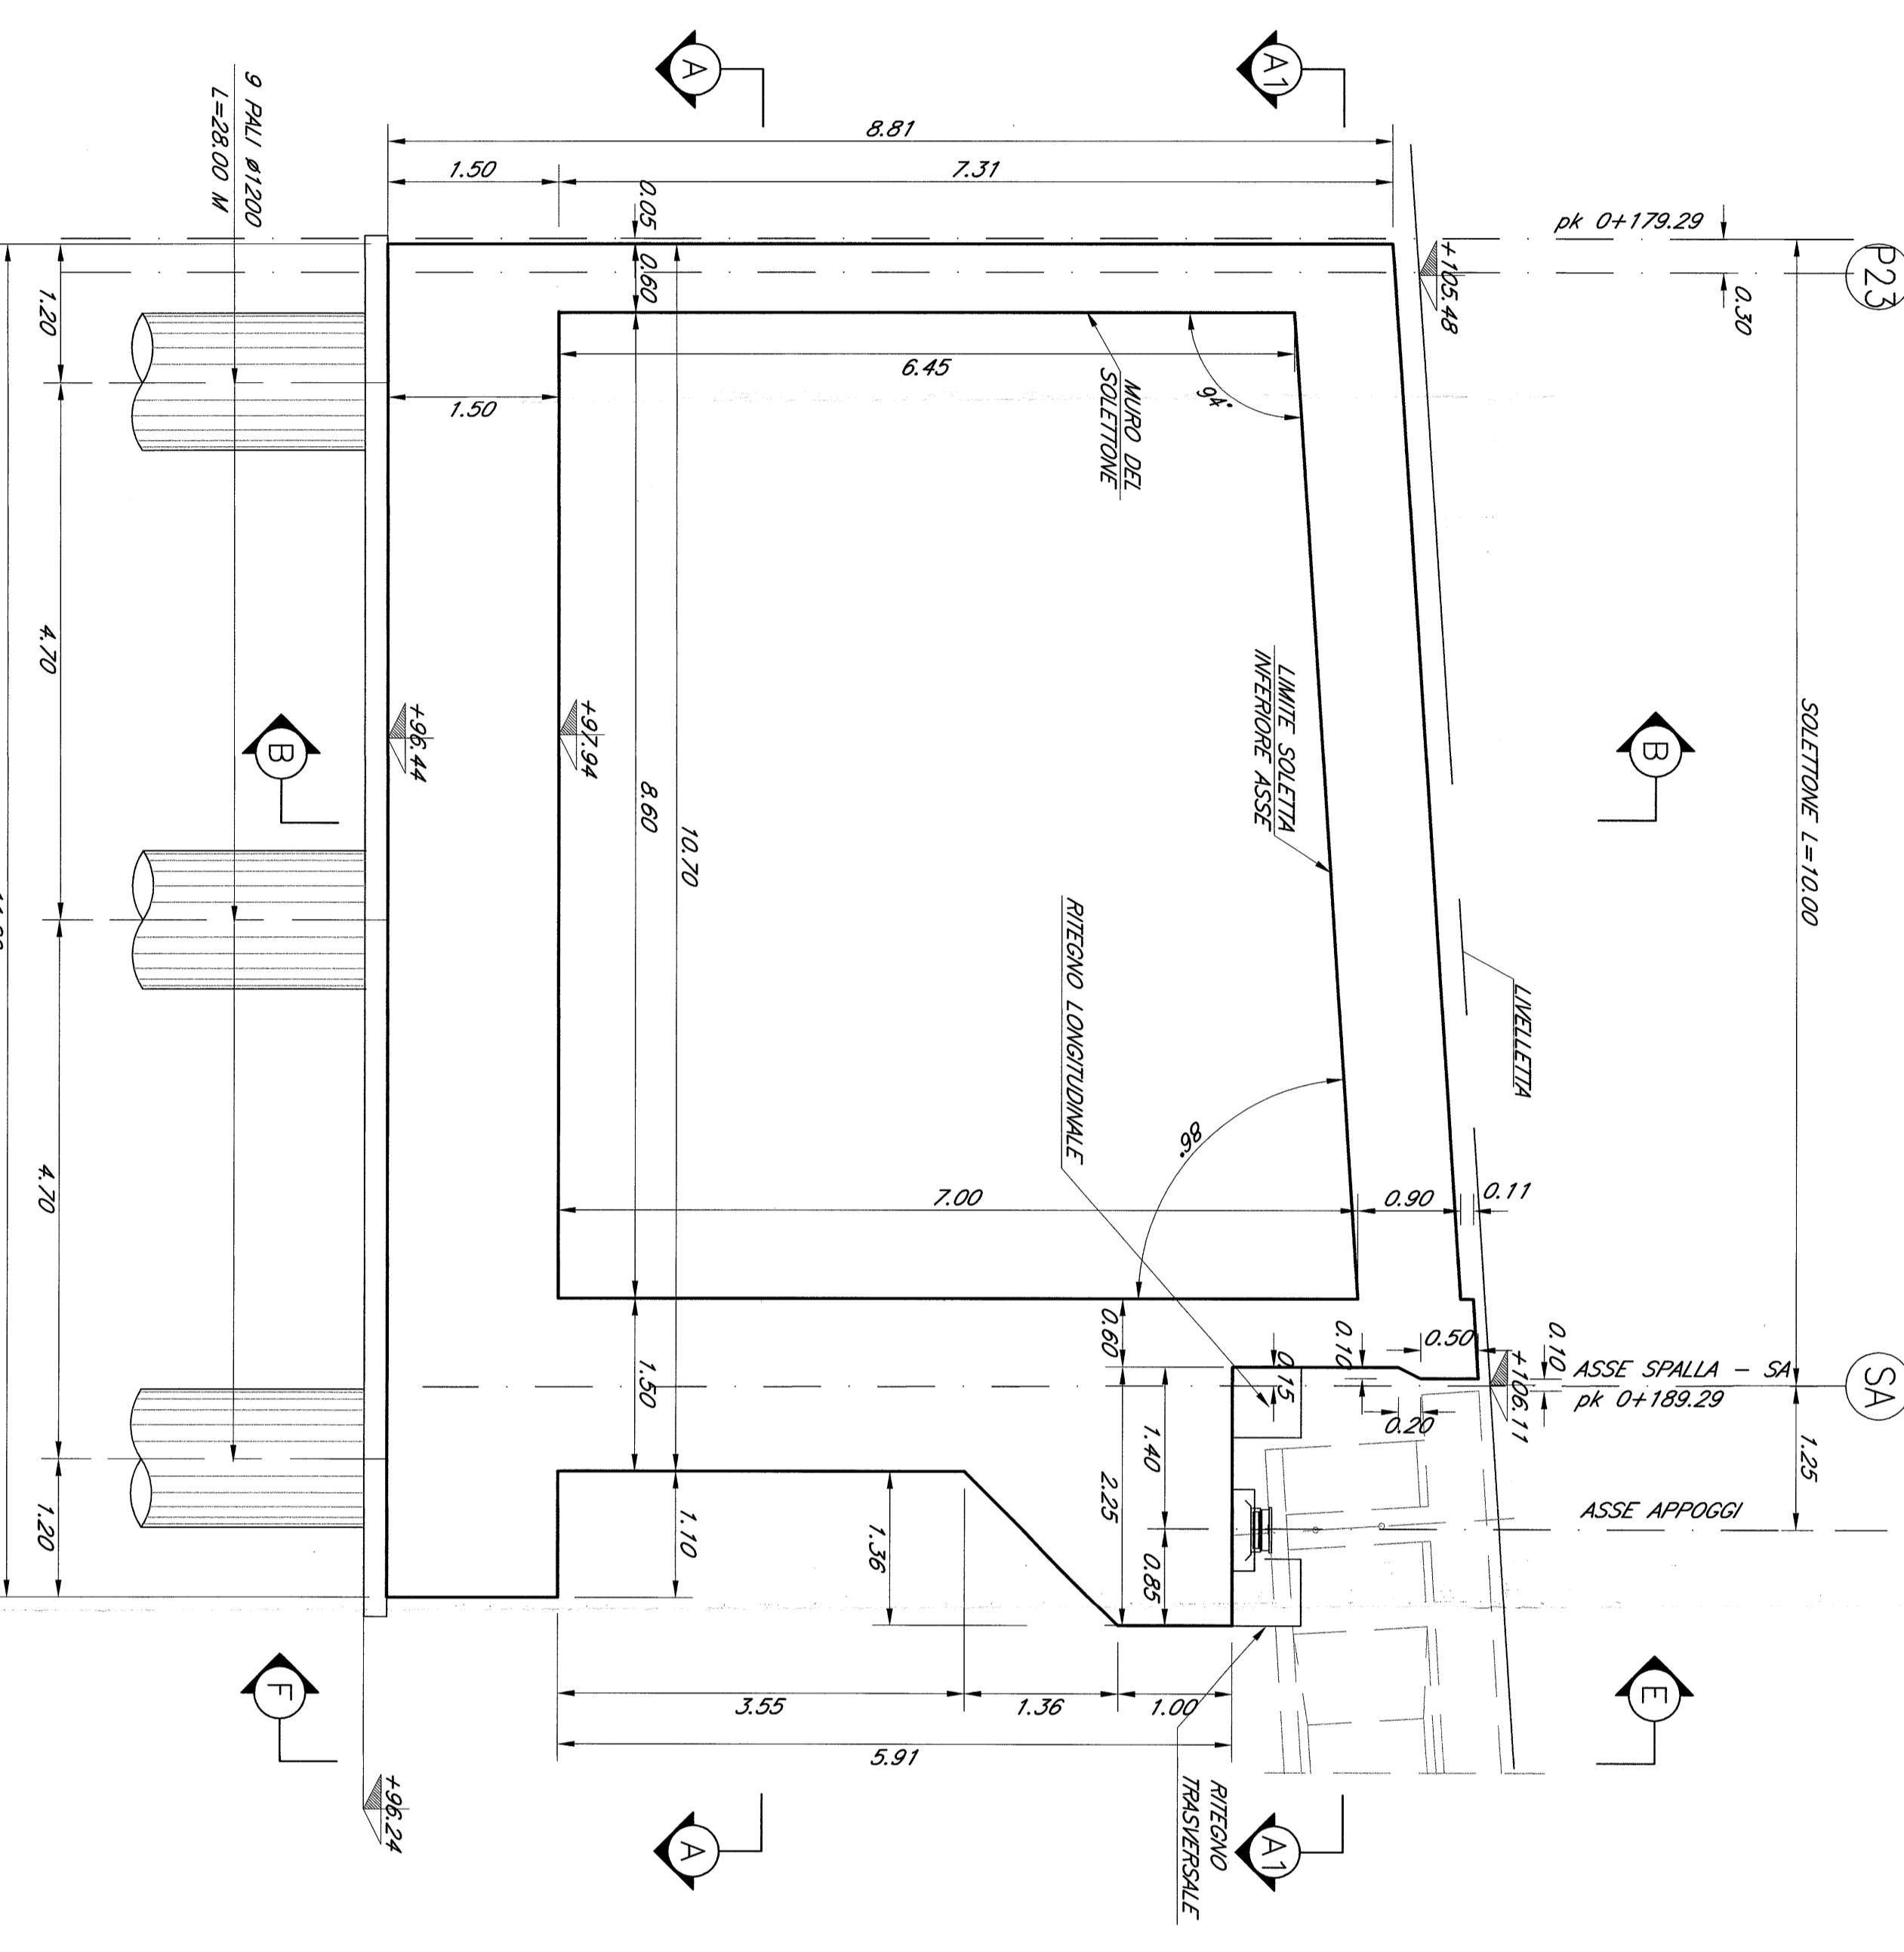 P23
SA
SOLETTONE L=10.00
1.25
pk 0+179.29
0.30
ASSE SPALLA - SA
pk 0+189.29
ASSE APPOGGI
+105.48
+106.11
0.10
LIVELLETTA
B
E
A1
A1
0.11
0.90
0.50
0.10
0.20
0.15
94°
86°
LIMITE SOLETTA
INFERIORE ASSE
MURO DEL
SOLETTONE
RITEGNO LONGITUDINALE
RITEGNO
TRASVERSALE
8.81
7.31
1.50
6.45
1.50
7.00
0.60
1.40
0.85
2.25
1.00
1.36
3.55
5.91
1.36
A
A
0.05
0.60
8.60
1.50
10.70
1.10
+97.94
+96.44
+96.24
B
F
9 PALI ø1200
L=28.00 M
1.20
4.70
4.70
1.20